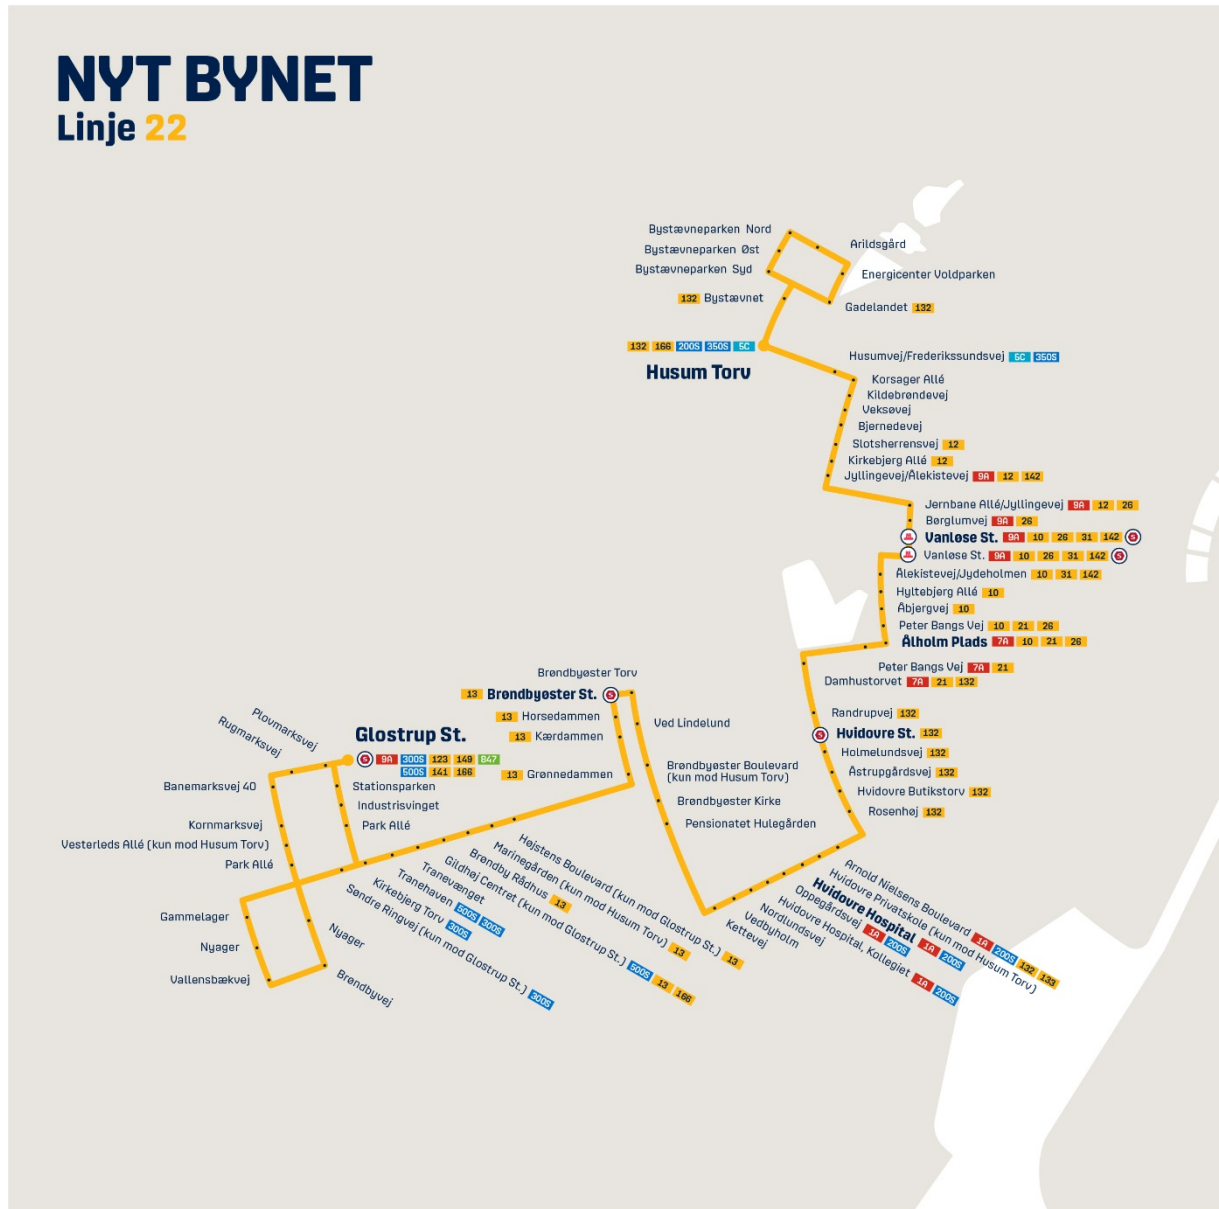 NYT BYNET
Linje 22
Bystævneparken Nord
Bystævneparken Øst
Bystævneparken Syd
132 Bystævnet
Arildsgård
Energicenter Voldparken
Gadelandet 132
132 166 200S 350S 5C
Husum Torv
Husumvej/Frederikssundsvej 5C 350S
Korsager Allé
Kildebrøndevej
Veksøvej
Bjernedevej
Slotsherrensvej 12
Kirkebjerg Allé 12
Jyllingevej/Ålekistevej 9A 12 142
Jernbane Allé/Jyllingevej 9A 12 26
Børglumvej 9A 26
Vanløse St. 9A 10 26 31 142 S
Vanløse St. 9A 10 26 31 142 S
Ålekistevej/Jydeholmen 10 31 142
Hyltebjerg Allé 10
Åbjergvej 10
Peter Bangs Vej 10 21 26
Ålholm Plads 7A 10 21 26
Peter Bangs Vej 7A 21
Damhustorvet 7A 21 132
Randrupvej 132
S Hvidovre St. 132
Holmelundsvej 132
Åstrupgårdsvej 132
Hvidovre Butikstorv 132
Rosenhøj 132
Arnold Nielsens Boulevard 1A 200S 132 133
Hvidovre Privatskole (kun mod Husum Torv)
Hvidovre Hospital 1A 200S
Oppegårdsvej 1A 200S
Hvidovre Hospital, Kollegiet 1A 200S
Nordlundsvej
Vedbyholm
Kettevej
Pensionatet Hulegården
Brøndbyøster Kirke
Brøndbyøster Boulevard
(kun mod Husum Torv)
Ved Lindelund
Brøndbyøster Torv
13 Brøndbyøster St. S
13 Horsedammen
13 Kærdammen
13 Grønnedammen
Højstens Boulevard (kun mod Glostrup St.) 13
Marinegården (kun mod Husum Torv) 13
Brøndby Rådhus 13
Gildhøj Centret (kun mod Glostrup St.) 500S 13 166
Tranevænget
Tranehaven 500S 300S
Kirkebjerg Torv 300S
Søndre Ringvej (kun mod Glostrup St.) 300S
Glostrup St.
S 9A 300S 123 149 847
500S 141 166
Stationsparken
Industrisvinget
Park Allé
Plovmarksvej
Rugmarksvej
Banemarksvej 40
Kornmarksvej
Vesterleds Allé (kun mod Husum Torv)
Park Allé
Gammelager
Nyager
Vallensbækvej
Nyager
Brøndbyvej